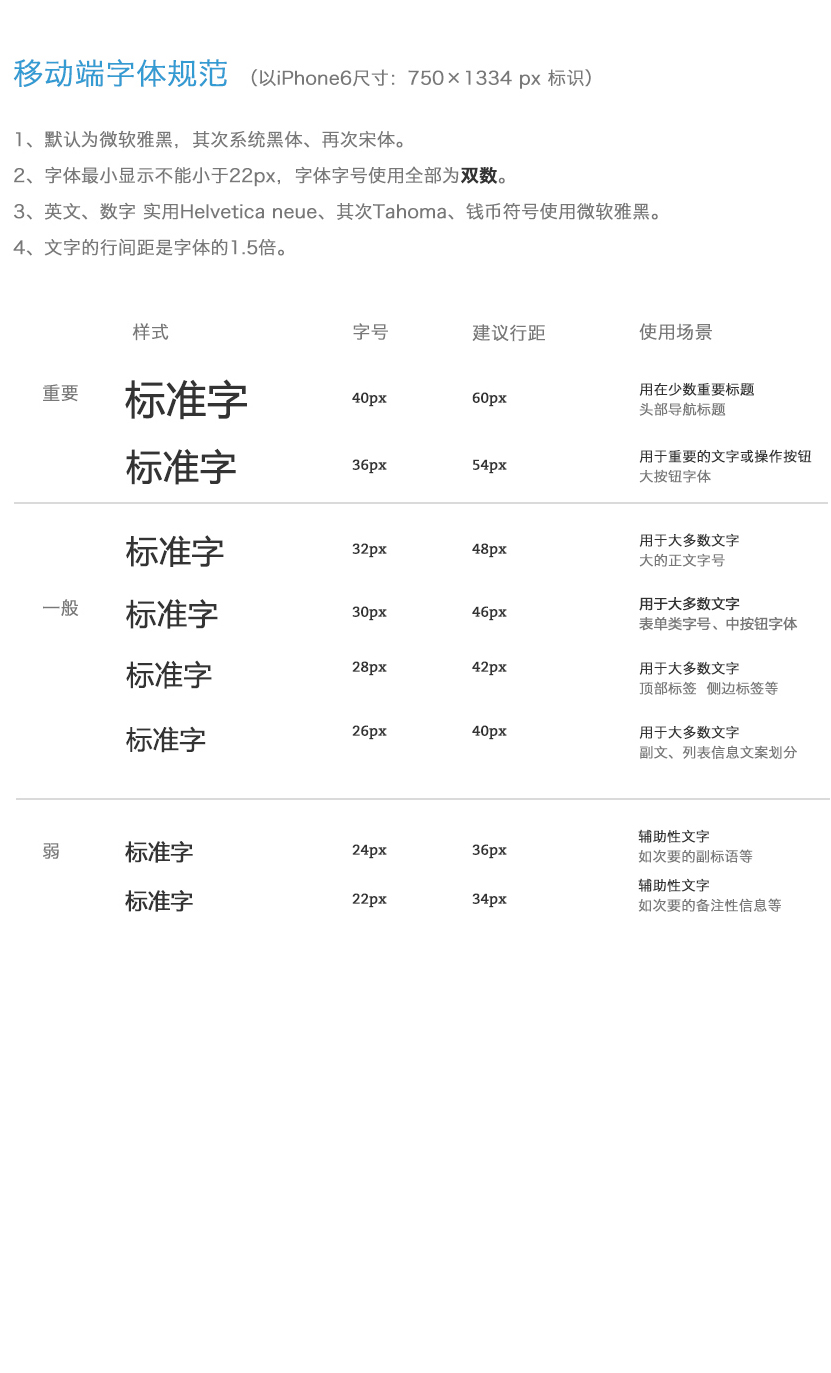 移动端字体规范 （以iPhone6尺寸：750×1334 px 标识）
1、默认为微软雅黑，其次系统黑体、再次宋体。
2、字体最小显示不能小于22px，字体字号使用全部为双数。
3、英文、数字 实用Helvetica neue、其次Tahoma、钱币符号使用微软雅黑。
4、文字的行间距是字体的1.5倍。
样式 字号 建议行距 使用场景
重要 标准字 40px 60px 用在少数重要标题
头部导航标题
标准字 36px 54px 用于重要的文字或操作按钮
大按钮字体
标准字 32px 48px 用于大多数文字
大的正文字号
一般 标准字 30px 46px 用于大多数文字
表单类字号、中按钮字体
标准字 28px 42px 用于大多数文字
顶部标签 侧边标签等
标准字 26px 40px 用于大多数文字
副文、列表信息文案划分
弱 标准字 24px 36px 辅助性文字
如次要的副标语等
标准字 22px 34px 辅助性文字
如次要的备注性信息等